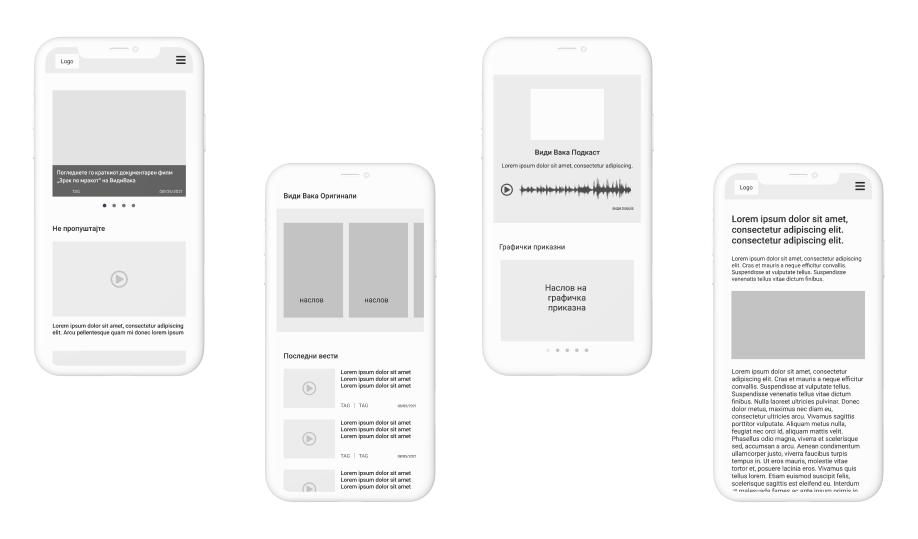 Logo
Погледнете го краткиот документарен филм
„Зрак по мракот“ на ВидиВака
TAG
08/03/2021
Не пропуштајте
Lorem ipsum dolor sit amet, consectetur adipiscing
elit. Arcu pellentesque quam mi donec lorem ipsum
Види Вака Оригинали
наслов
наслов
Последни вести
Lorem ipsum dolor sit amet
Lorem ipsum dolor sit amet
Lorem ipsum dolor sit amet
TAG | TAG
08/03/2021
Lorem ipsum dolor sit amet
Lorem ipsum dolor sit amet
Lorem ipsum dolor sit amet
TAG | TAG
08/03/2021
Lorem ipsum dolor sit amet
Lorem ipsum dolor sit amet
Lorem ipsum dolor sit amet
Види Вака Подкаст
Lorem ipsum dolor sit amet, consectetur adipiscing.
Графички приказни
Наслов на
графичка
приказна
Logo
Lorem ipsum dolor sit amet,
consectetur adipiscing elit.
consectetur adipiscing elit.
Lorem ipsum dolor sit amet, consectetur adipiscing
elit. Cras et mauris a neque efficitur convallis.
Suspendisse at vulputate tellus. Suspendisse
venenatis tellus vitae dictum finibus.
Lorem ipsum dolor sit amet, consectetur
adipiscing elit. Cras et mauris a neque efficitur
convallis. Suspendisse at vulputate tellus.
Suspendisse venenatis tellus vitae dictum
finibus. Nulla laoreet ultricies pulvinar. Donec
dolor metus, maximus nec diam eu,
consectetur ultricies arcu. Vivamus sagittis
porttitor vulputate. Aliquam metus nulla,
feugiat nec orci id, aliquam mattis velit.
Phasellus odio magna, viverra et scelerisque
sed, accumsan a arcu. Aenean condimentum
ullamcorper justo, viverra faucibus turpis
tempus in. Ut eros mauris, molestie vitae
tortor et, posuere lacinia eros. Vivamus quis
tellus lorem. Etiam euismod suscipit felis,
scelerisque sagittis est eleifend eu. Interdum
et malesuada fames ac ante ipsum primis in